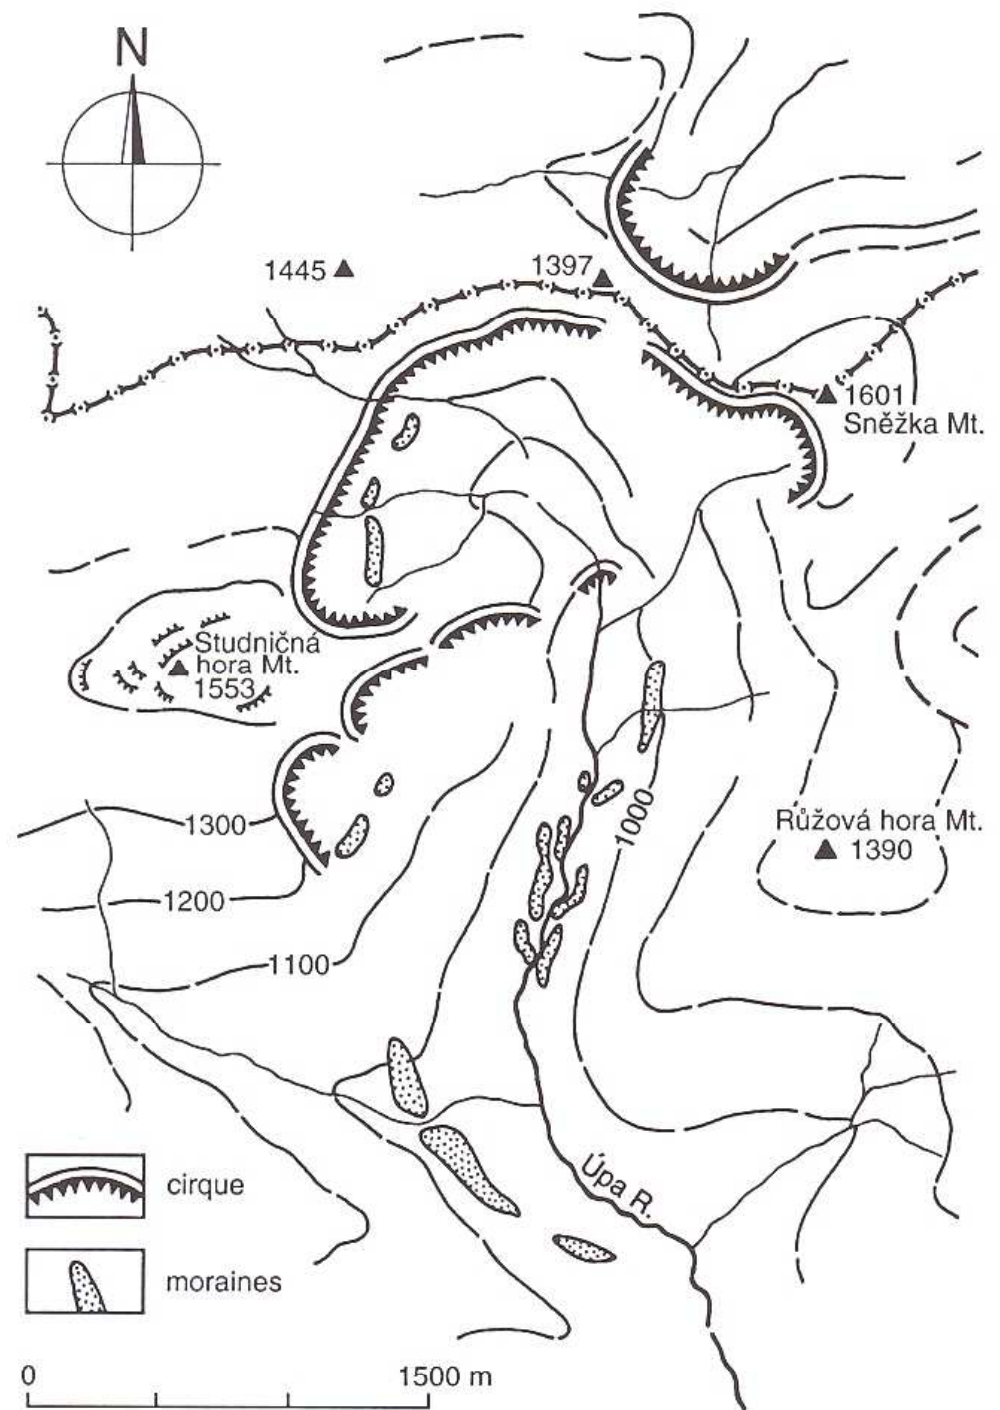 N
1445
1397
1601
Sněžka Mt.
Studničná
hora Mt.
1553
1300
1000
Růžová hora Mt.
1390
1200
1100
Úpa R.
cirque
moraines
0
1500 m